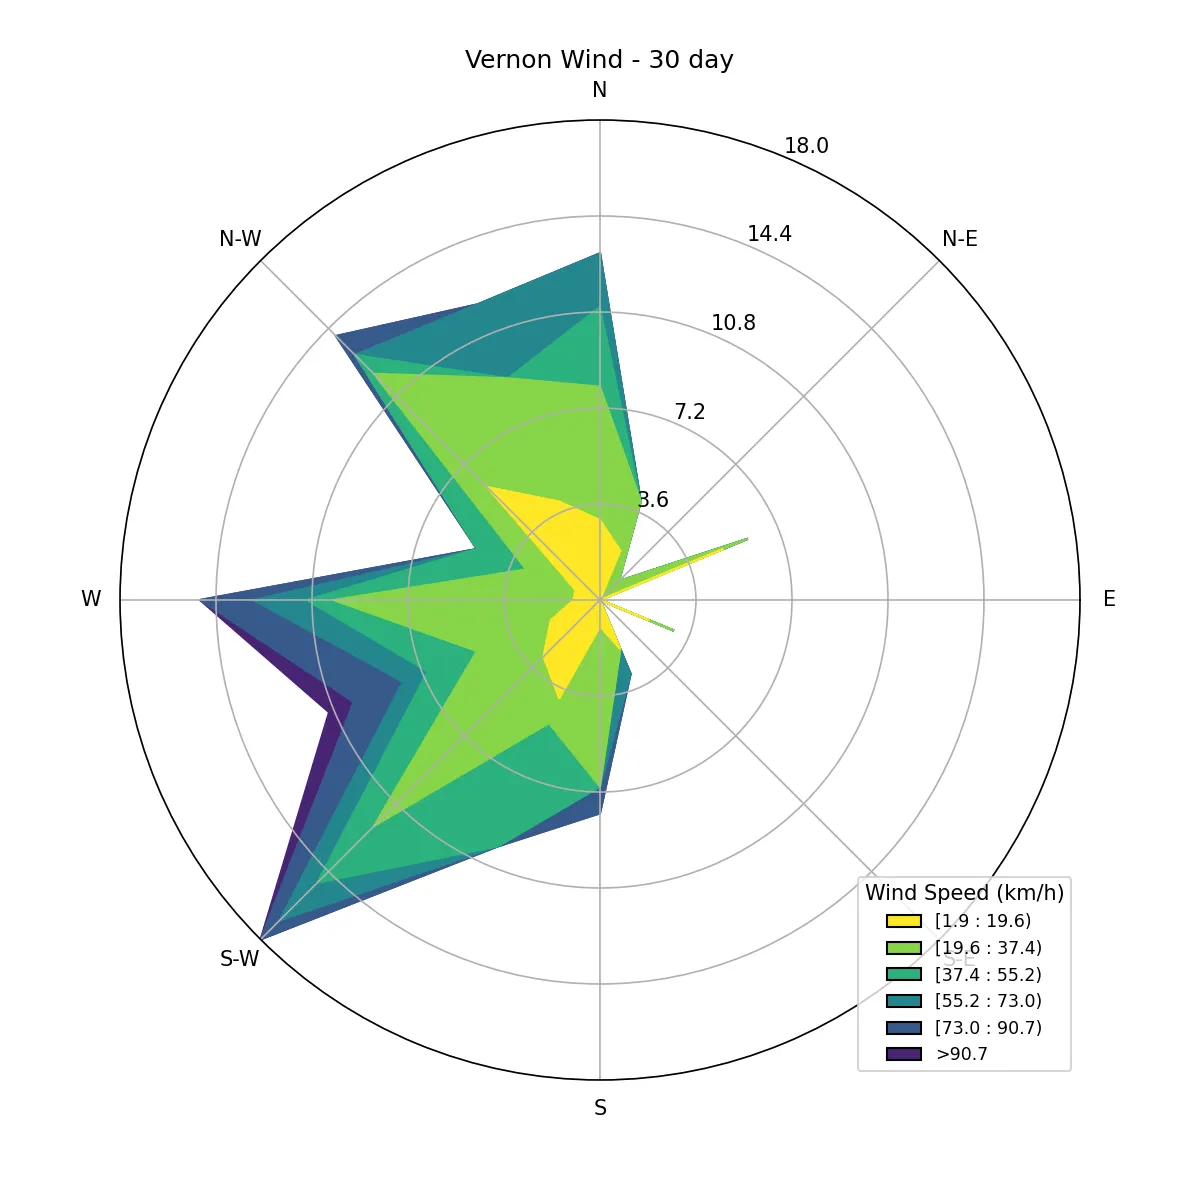 Vernon Wind - 30 day
N
18.0
14.4
N-W
N-E
10.8
7.2
3.6
W
E
S-W
S-E
S
Wind Speed (km/h)
[1.9 : 19.6)
[19.6 : 37.4)
[37.4 : 55.2)
[55.2 : 73.0)
[73.0 : 90.7)
>90.7